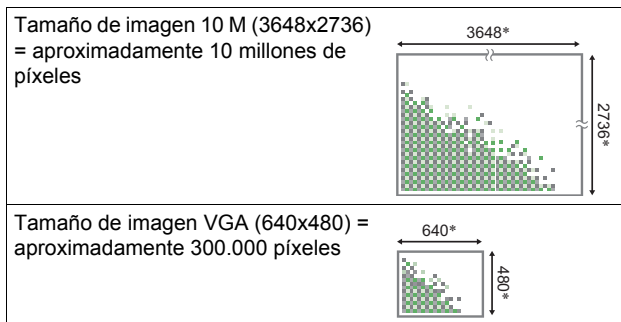 Tamaño de imagen 10 M (3648x2736)
= aproximadamente 10 millones de
píxeles
3648*
2736*
Tamaño de imagen VGA (640x480) =
aproximadamente 300.000 píxeles
640*
480*